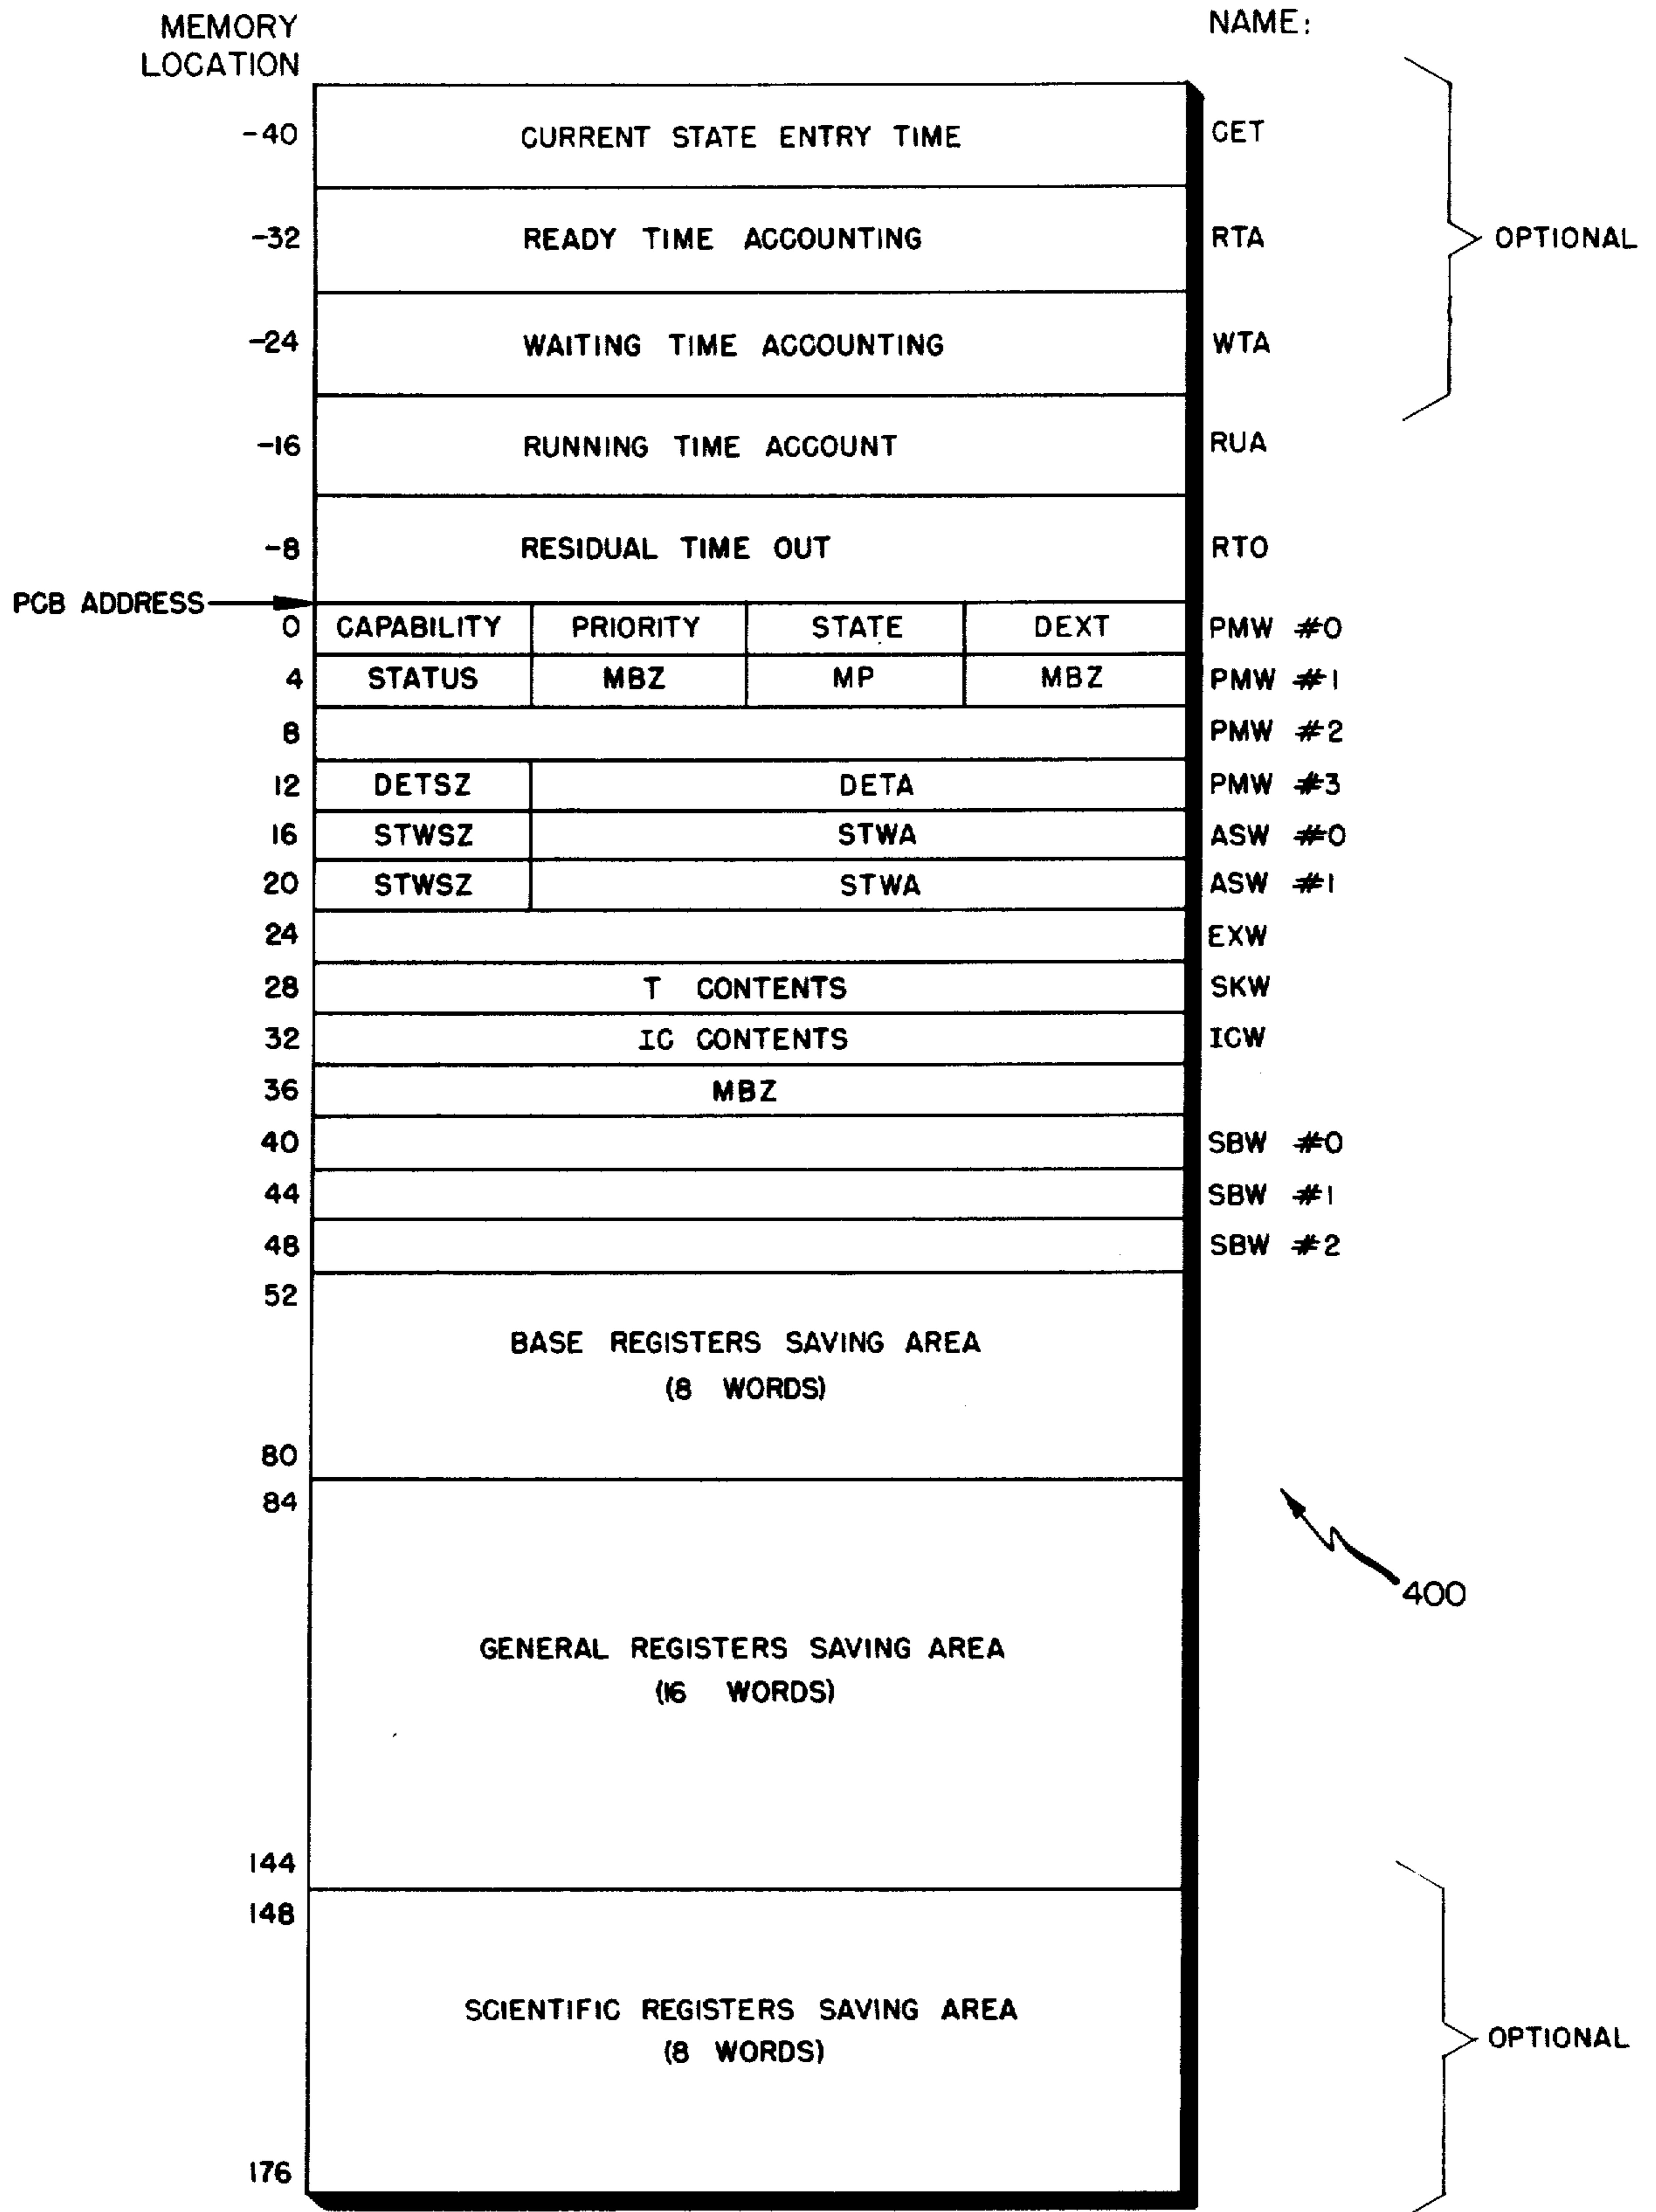 MEMORY LOCATION
NAME:
-40 CURRENT STATE ENTRY TIME CET
-32 READY TIME ACCOUNTING RTA
OPTIONAL
-24 WAITING TIME ACCOUNTING WTA
-16 RUNNING TIME ACCOUNT RUA
-8 RESIDUAL TIME OUT RTO
PCB ADDRESS
0 CAPABILITY PRIORITY STATE DEXT PMW #0
4 STATUS MBZ MP MBZ PMW #1
8 PMW #2
12 DETSZ DETA PMW #3
16 STWSZ STWA ASW #0
20 STWSZ STWA ASW #1
24 EXW
28 T CONTENTS SKW
32 IC CONTENTS ICW
36 MBZ
40 SBW #0
44 SBW #1
48 SBW #2
52
BASE REGISTERS SAVING AREA
(8 WORDS)
80
84
400
GENERAL REGISTERS SAVING AREA
(16 WORDS)
144
148
SCIENTIFIC REGISTERS SAVING AREA
(8 WORDS)
OPTIONAL
176